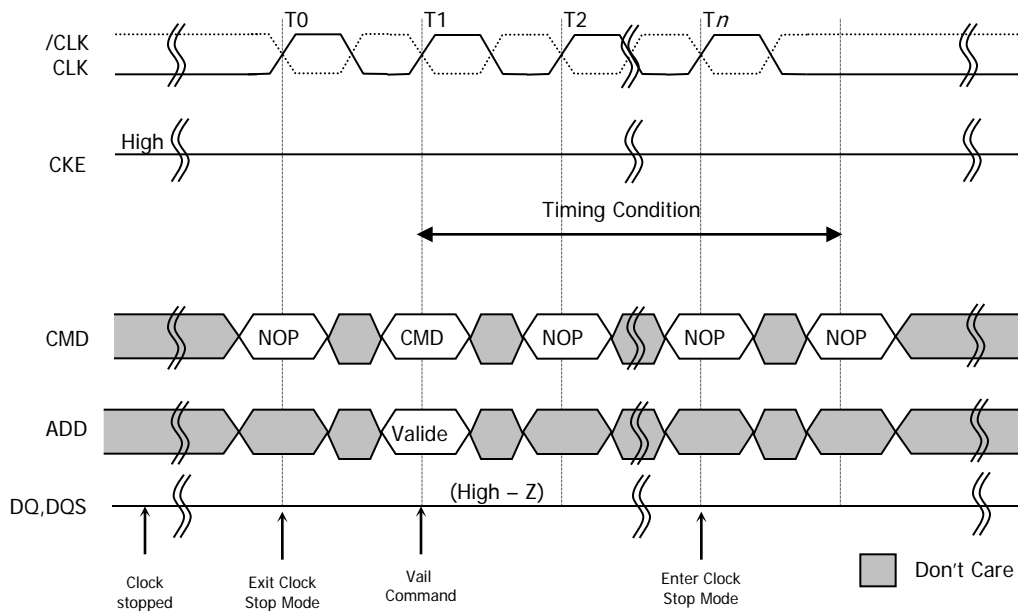 T0 T1 T2 Tn
/CLK
CLK
High
CKE
Timing Condition
CMD NOP CMD NOP NOP NOP
ADD Valide
(High – Z)
DQ,DQS
Clock
stopped
Exit Clock
Stop Mode
Vail
Command
Enter Clock
Stop Mode
Don't Care